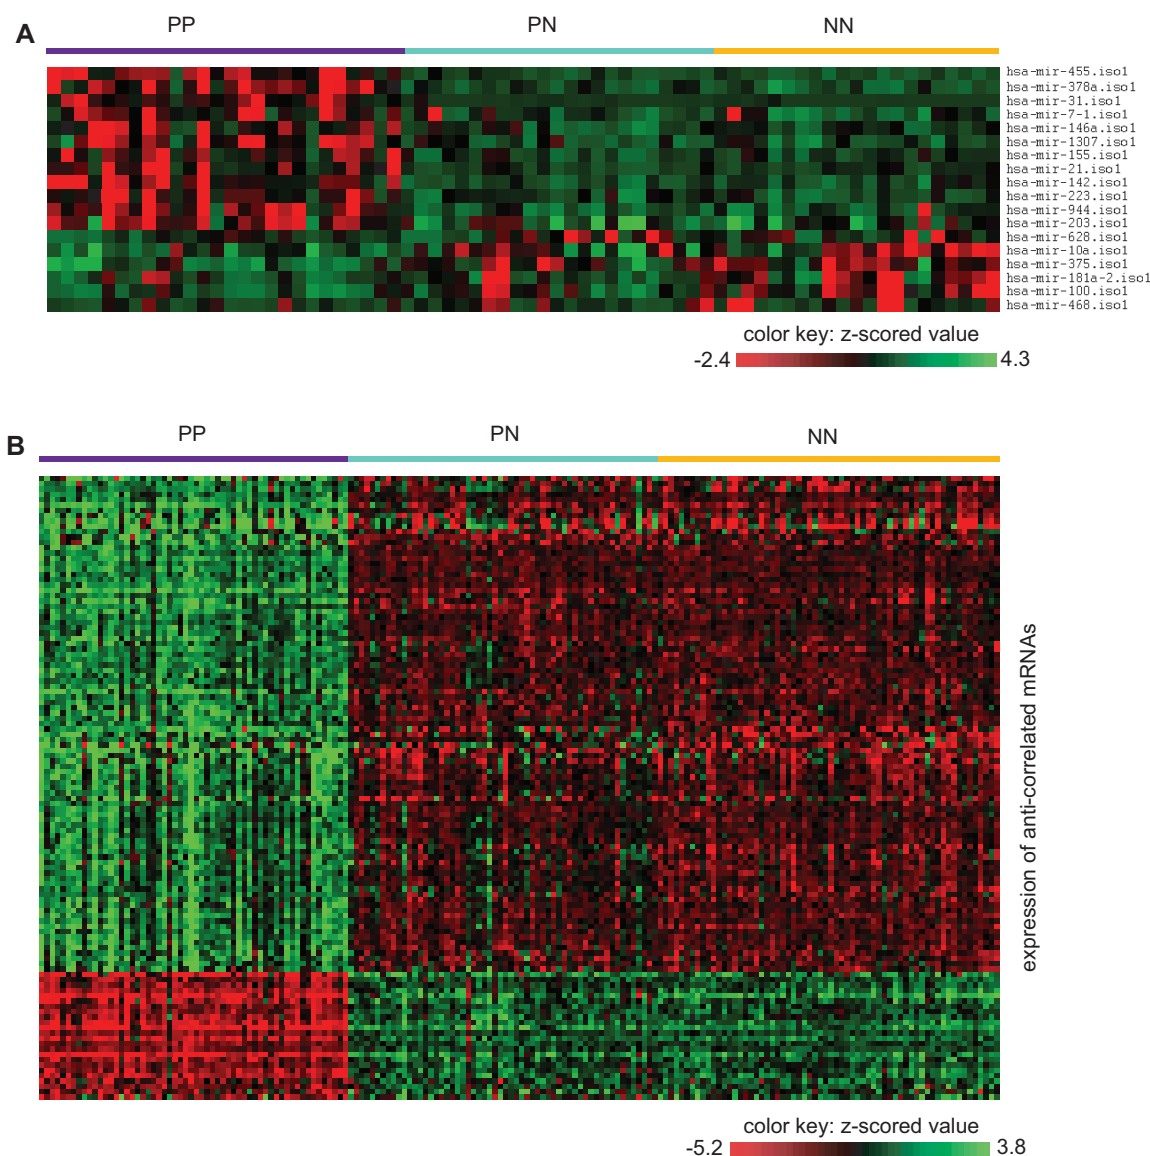 A
PP PN NN
hsa-mir-455.iso1
hsa-mir-378a.iso1
hsa-mir-31.iso1
hsa-mir-7-1.iso1
hsa-mir-146a.iso1
hsa-mir-1307.iso1
hsa-mir-155.iso1
hsa-mir-21.iso1
hsa-mir-142.iso1
hsa-mir-223.iso1
hsa-mir-944.iso1
hsa-mir-203.iso1
hsa-mir-628.iso1
hsa-mir-10a.iso1
hsa-mir-375.iso1
hsa-mir-181a-2.iso1
hsa-mir-100.iso1
hsa-mir-468.iso1
color key: z-scored value
-2.4 4.3
B
PP PN NN
expression of anti-correlated mRNAs
color key: z-scored value
-5.2 3.8